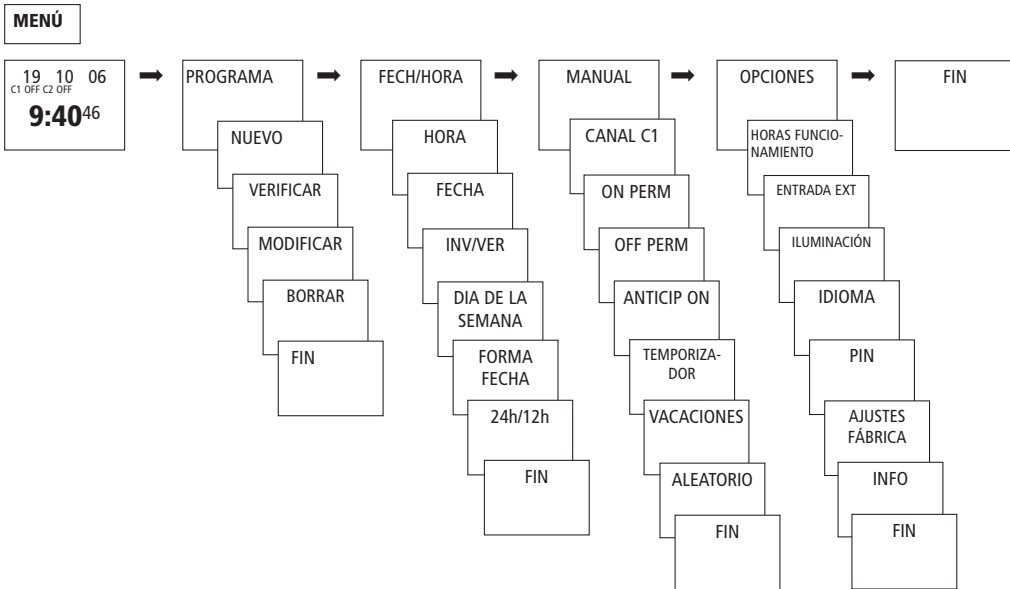 MENÚ
19 10 06
C1 OFF C2 OFF
9:40 46
PROGRAMA
NUEVO
VERIFICAR
MODIFICAR
BORRAR
FIN
FECH/HORA
HORA
FECHA
INV/VER
DIA DE LA
SEMANA
FORMA
FECHA
24h/12h
FIN
MANUAL
CANAL C1
ON PERM
OFF PERM
ANTICIP ON
TEMPORIZA-
DOR
VACACIONES
ALEATORIO
FIN
OPCIONES
HORAS FUNCIO-
NAMIENTO
ENTRADA EXT
ILUMINACIÓN
IDIOMA
PIN
AJUSTES
FÁBRICA
INFO
FIN
FIN